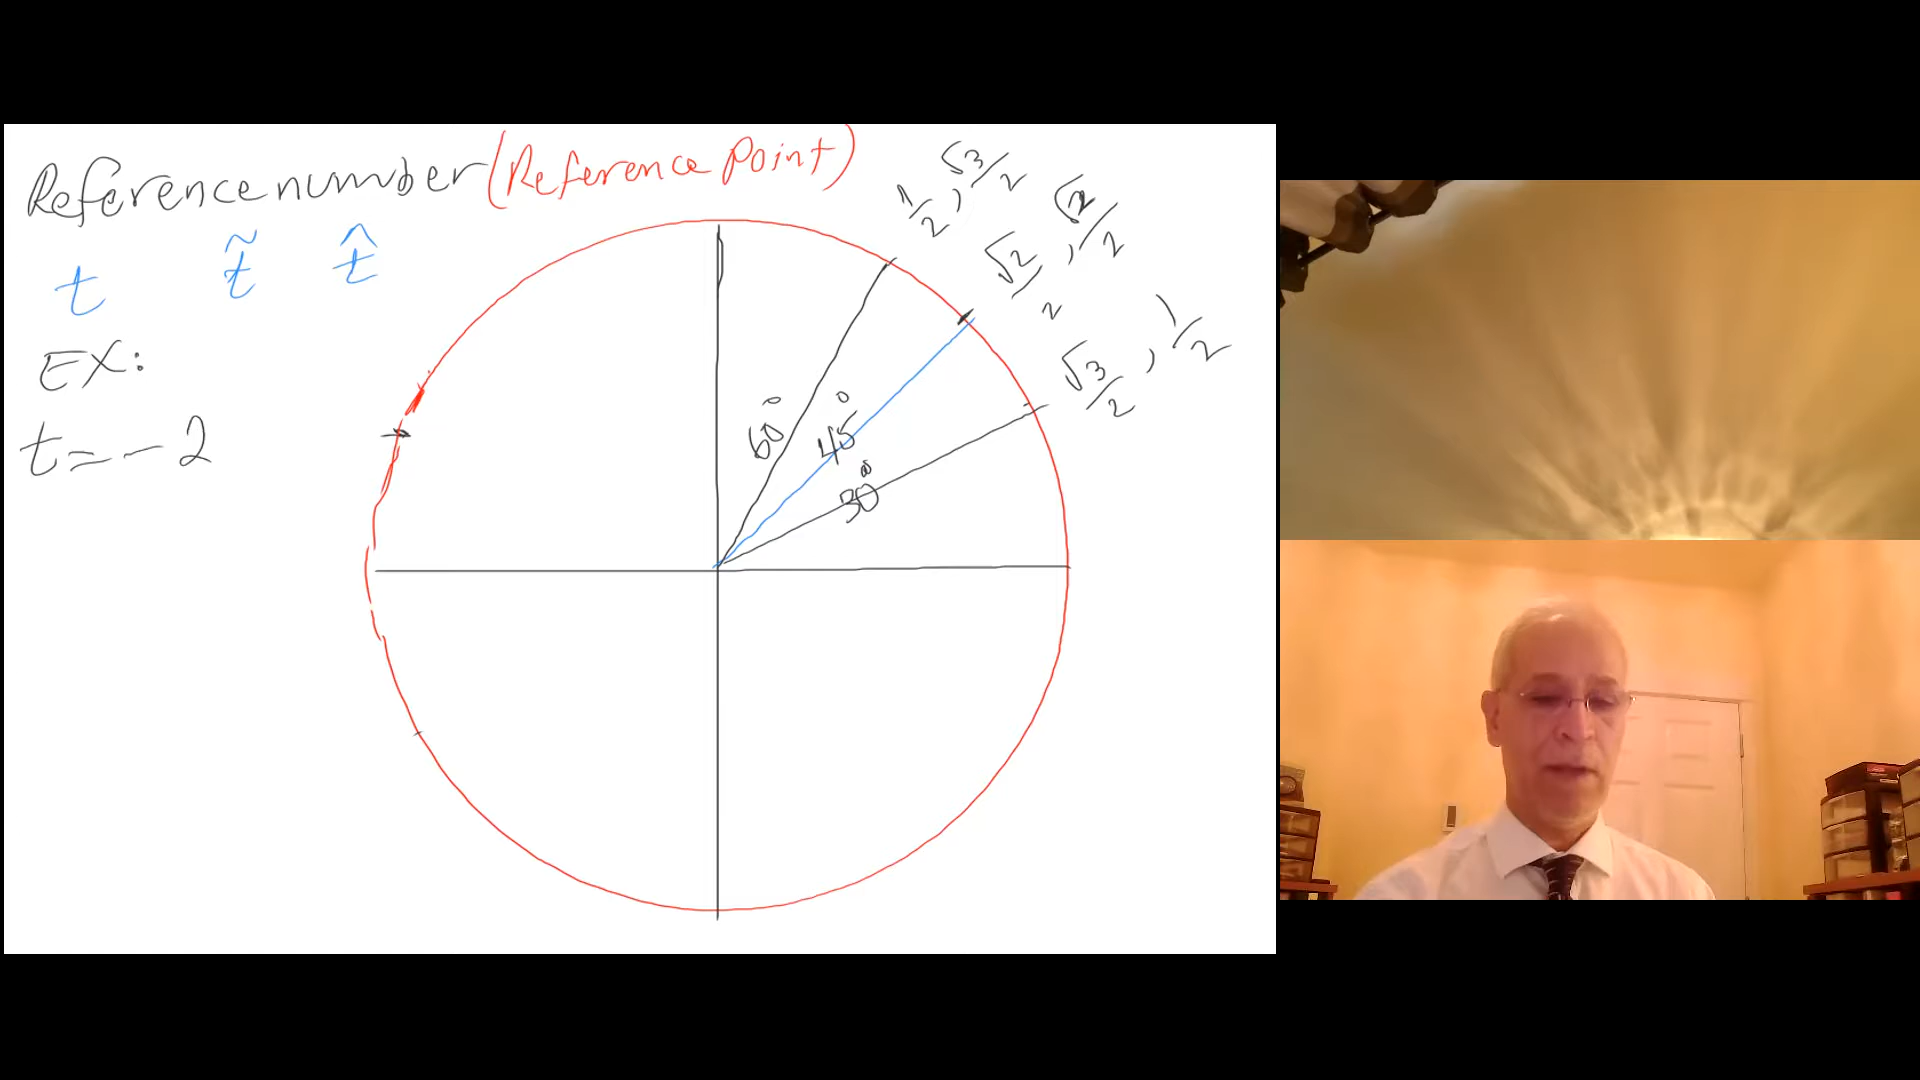 Reference number (Reference Point)
t t̃ t̂
EX:
t = - 2
1/2, √3/2
√2/2, √2/2
√3/2, 1/2
60°
45°
30°